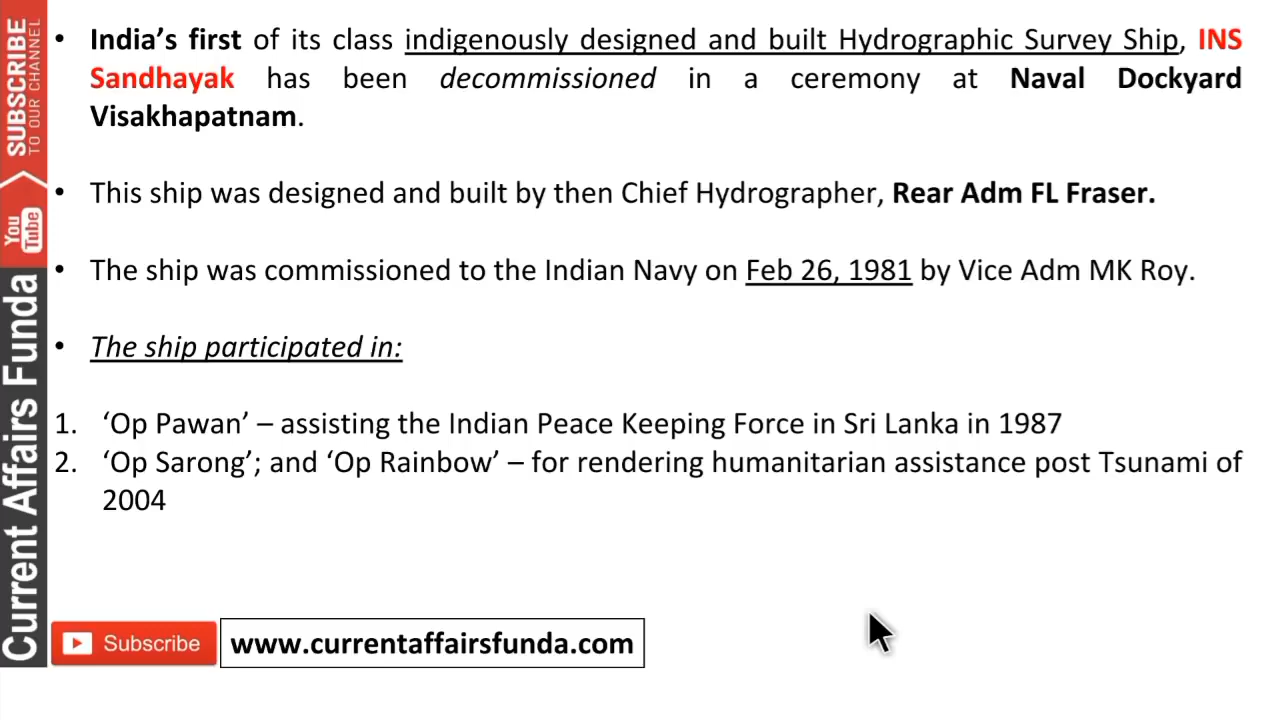 • India’s first of its class indigenously designed and built Hydrographic Survey Ship, INS
Sandhayak has been decommissioned in a ceremony at Naval Dockyard
Visakhapatnam.
• This ship was designed and built by then Chief Hydrographer, Rear Adm FL Fraser.
• The ship was commissioned to the Indian Navy on Feb 26, 1981 by Vice Adm MK Roy.
• The ship participated in:
1. ‘Op Pawan’ – assisting the Indian Peace Keeping Force in Sri Lanka in 1987
2. ‘Op Sarong’; and ‘Op Rainbow’ – for rendering humanitarian assistance post Tsunami of
2004
SUBSCRIBE
TO OUR CHANNEL
You
Tube
Current Affairs Funda
Subscribe
www.currentaffairsfunda.com